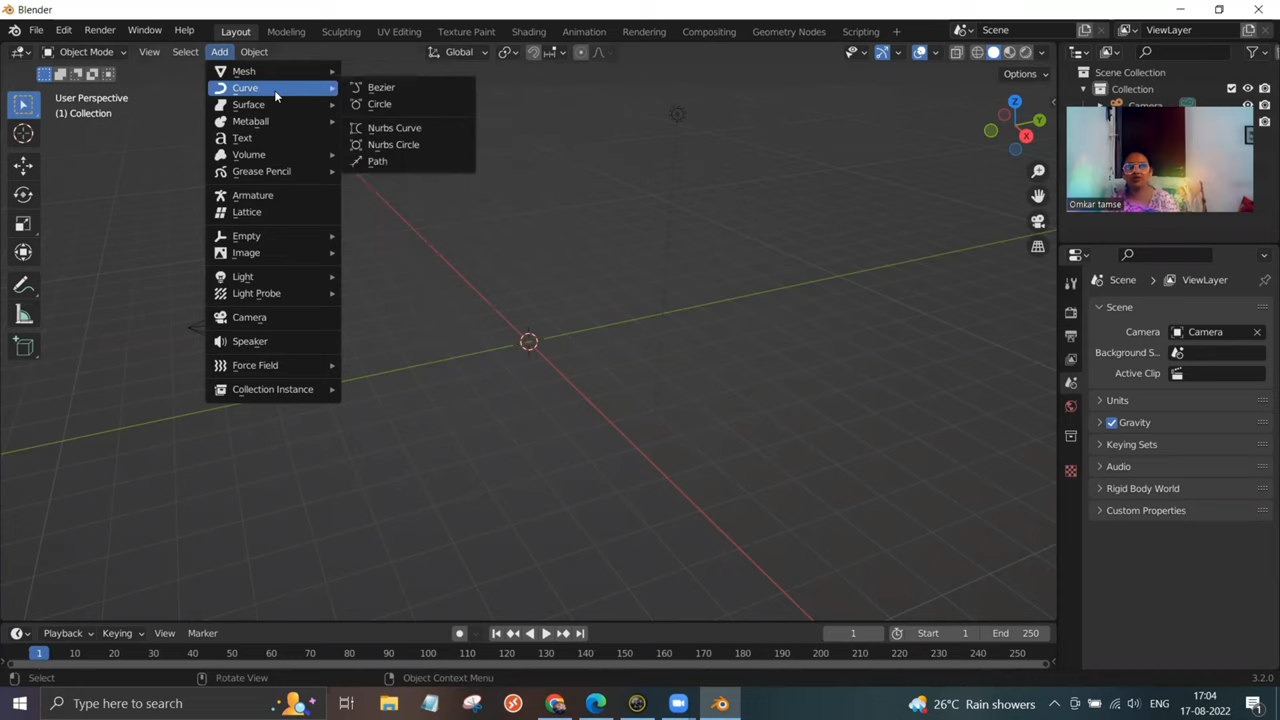 Blender
File Edit Render Window Help
Layout Modeling Sculpting UV Editing Texture Paint Shading Animation Rendering Compositing Geometry Nodes Scripting +
Scene
ViewLayer
Object Mode View Select Add Object
Global
Options
User Perspective
(1) Collection
Mesh
Curve
Surface
Metaball
Text
Volume
Grease Pencil
Armature
Lattice
Empty
Image
Light
Light Probe
Camera
Speaker
Force Field
Collection Instance
Bezier
Circle
Nurbs Curve
Nurbs Circle
Path
Z
Y
X
Scene Collection
Collection
Camera
Omkar tamse
Scene ViewLayer
Scene
Camera Camera
Background S...
Active Clip
Units
Gravity
Keying Sets
Audio
Rigid Body World
Custom Properties
Playback Keying View Marker
1 Start 1 End 250
1 10 20 30 40 50 60 70 80 90 100 110 120 130 140 150 160 170 180 190 200 210 220 230 240 250
Select Rotate View Object Context Menu 3.2.0
Type here to search
26°C Rain showers
ENG
17:04
17-08-2022
1